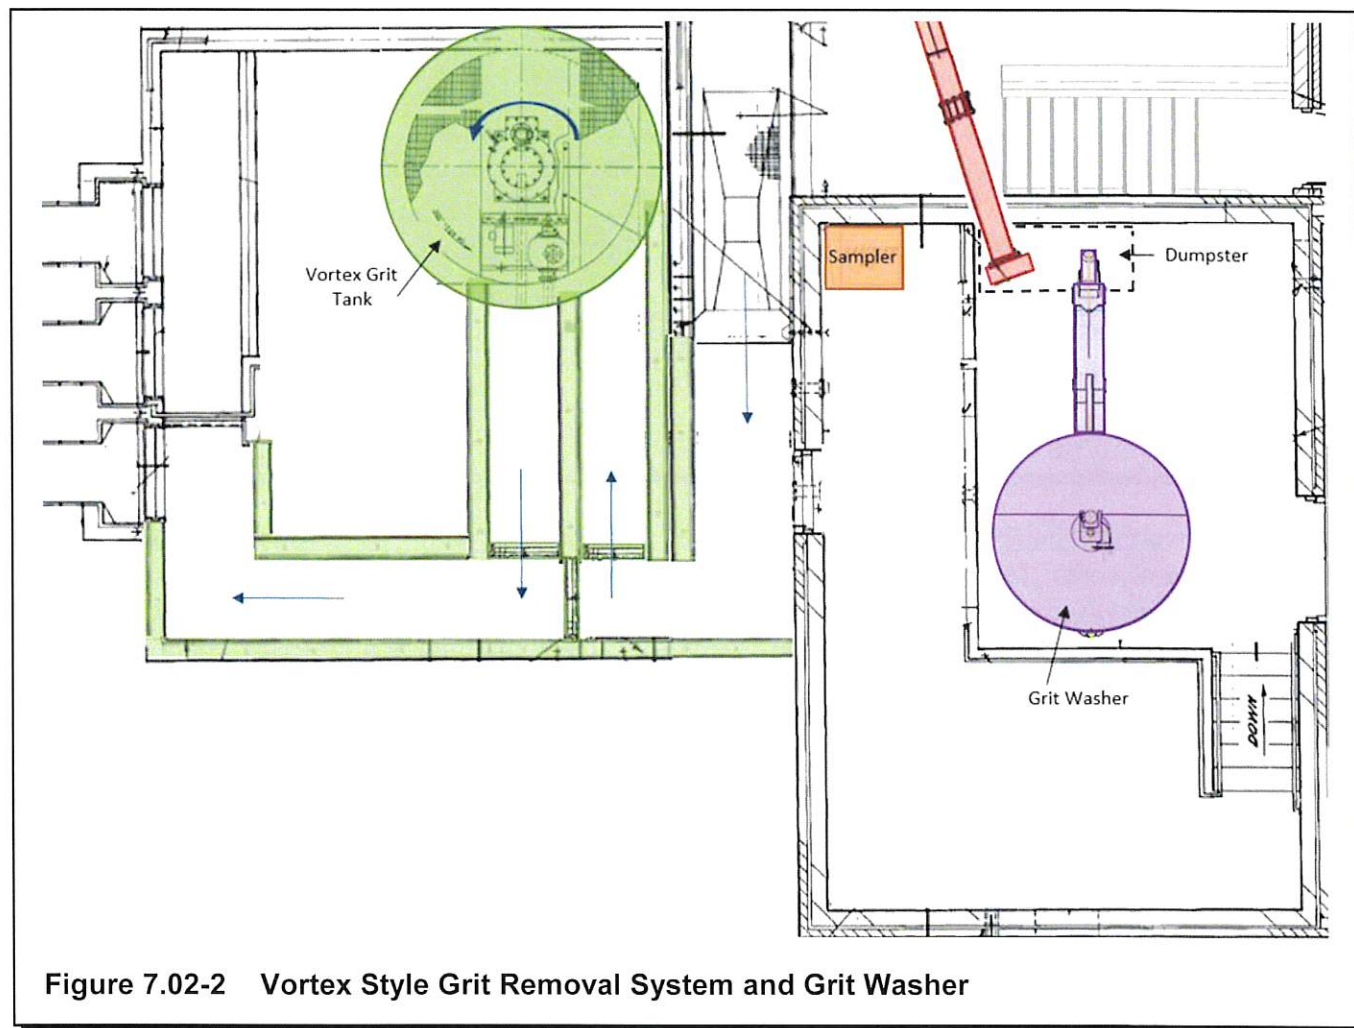 Sampler
Dumpster
Vortex Grit
Tank
Grit Washer
DOWN
Figure 7.02-2 Vortex Style Grit Removal System and Grit Washer